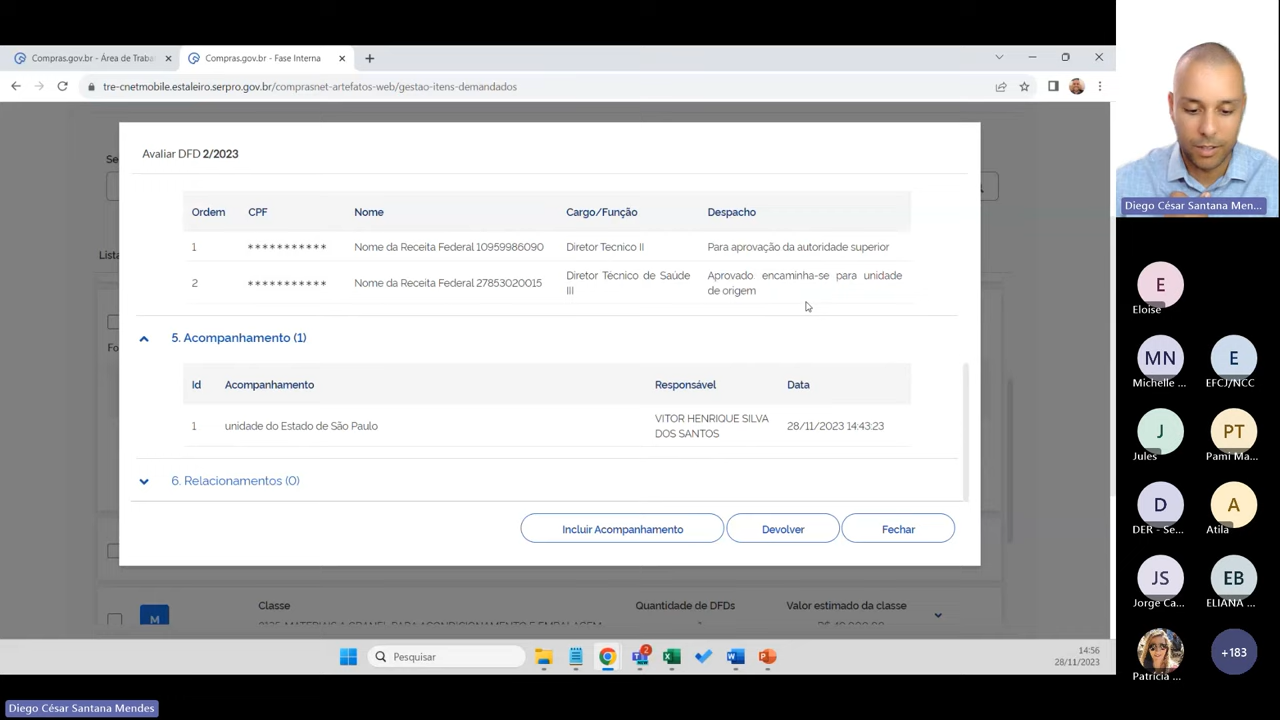 Compras.gov.br - Área de Traba
Compras.gov.br - Fase Interna
tre-cnetmobile.estaleiro.serpro.gov.br/comprasnet-artefatos-web/gestao-itens-demandados
Se
Avaliar DFD 2/2023
Ordem CPF Nome Cargo/Função Despacho
1 *********** Nome da Receita Federal 10959986090 Diretor Tecnico II Para aprovação da autoridade superior
2 *********** Nome da Receita Federal 27853020015 Diretor Técnico de Saúde III Aprovado encaminha-se para unidade de origem
Lista
Fo
5. Acompanhamento (1)
Id Acompanhamento Responsável Data
1 unidade do Estado de São Paulo VITOR HENRIQUE SILVA DOS SANTOS 28/11/2023 14:43:23
6. Relacionamentos (0)
Incluir Acompanhamento Devolver Fechar
M Classe Quantidade de DFDs Valor estimado da classe
Pesquisar
2
14:56
28/11/2023
Diego César Santana Mendes
Diego César Santana Men...
E
Eloise
MN E
Michelle ... EFCJ/NCC
J PT
Jules Pami Ma...
D A
DER - Se... Atila
JS EB
Jorge Ca... ELIANA ...
+183
Patrícia ...